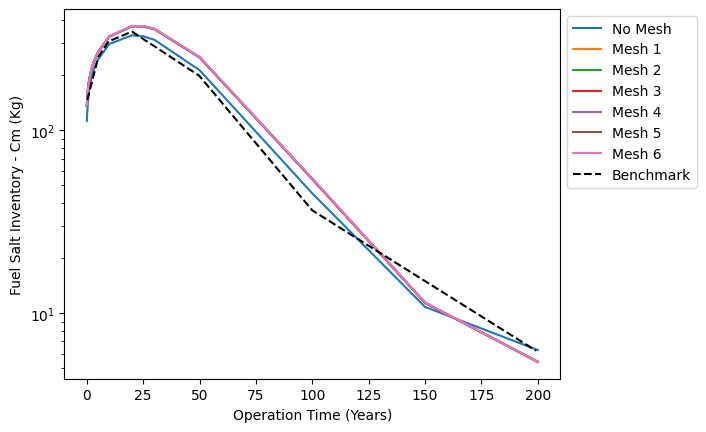 Fuel Salt Inventory - Cm (Kg)
10²
10¹
0 25 50 75 100 125 150 175 200
Operation Time (Years)
No Mesh
Mesh 1
Mesh 2
Mesh 3
Mesh 4
Mesh 5
Mesh 6
Benchmark